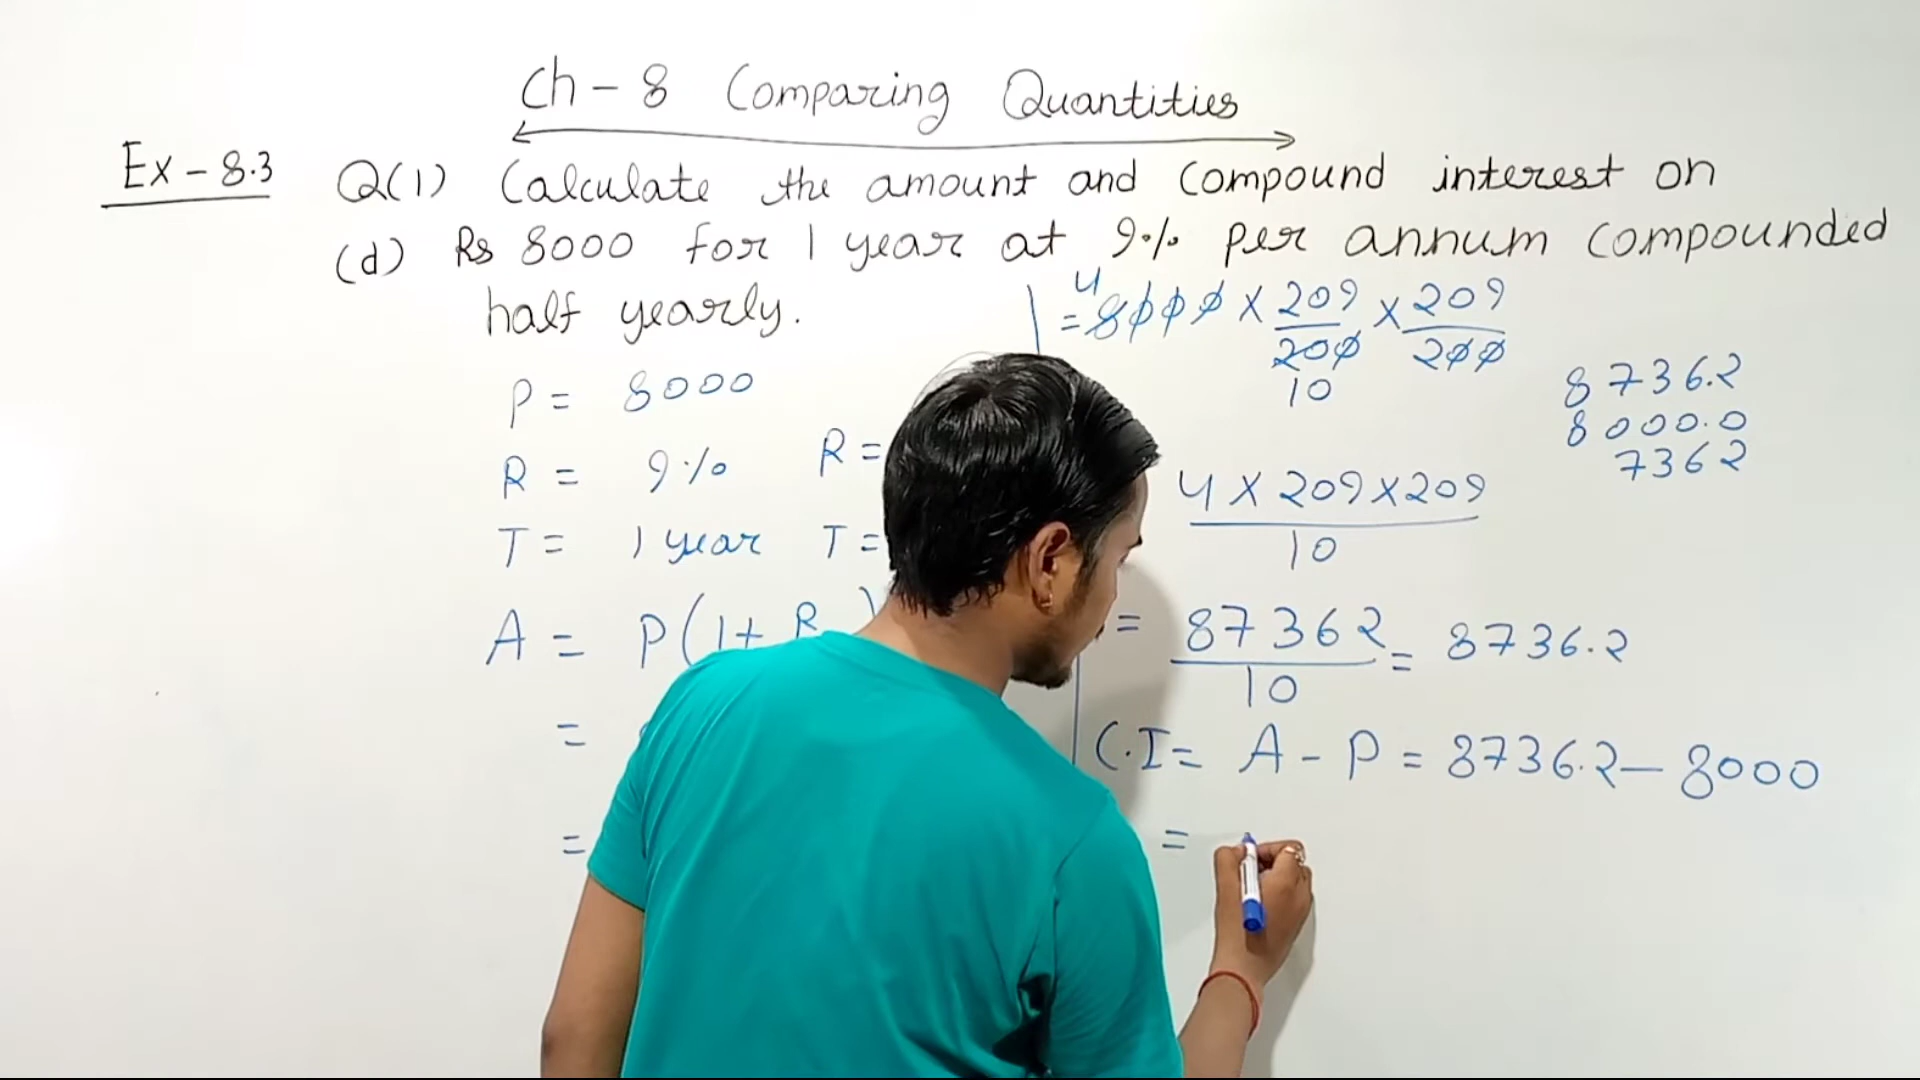 Ch - 8 Comparing Quantities
Ex - 8.3 Q(1) Calculate the amount and compound interest on
(d) Rs 8000 for 1 year at 9% per annum compounded
half yearly.
P = 8000
R = 9% R =
T = 1 year T =
A = P(1+ R
=
=
4
= 8000 × 209/200 × 209/200
10
4 × 209 × 209
10
= 87362/10 = 8736.2
C.I = A - P = 8736.2 - 8000
=
8736.2
8000.0
7362